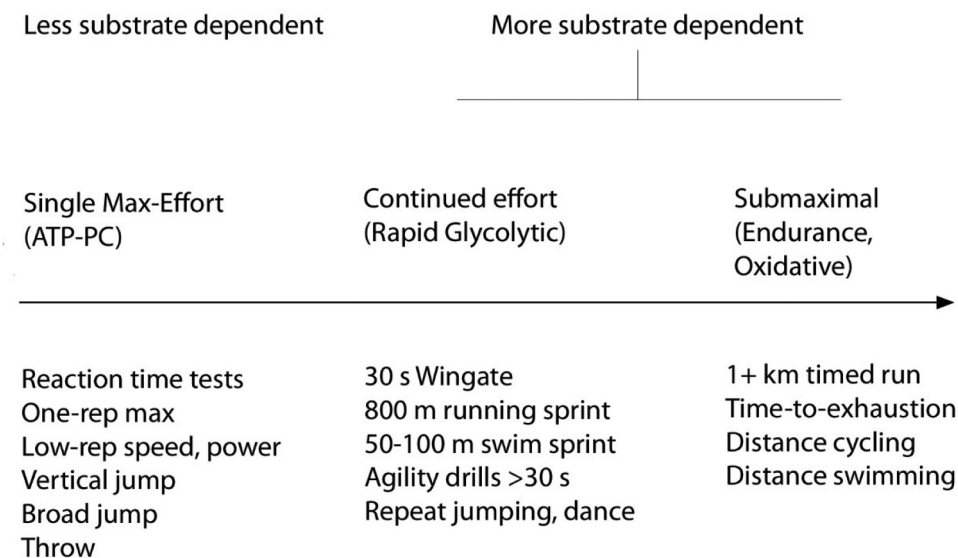 Less substrate dependent
More substrate dependent
Single Max-Effort
(ATP-PC)
Continued effort
(Rapid Glycolytic)
Submaximal
(Endurance,
Oxidative)
Reaction time tests
One-rep max
Low-rep speed, power
Vertical jump
Broad jump
Throw
30 s Wingate
800 m running sprint
50-100 m swim sprint
Agility drills >30 s
Repeat jumping, dance
1+ km timed run
Time-to-exhaustion
Distance cycling
Distance swimming